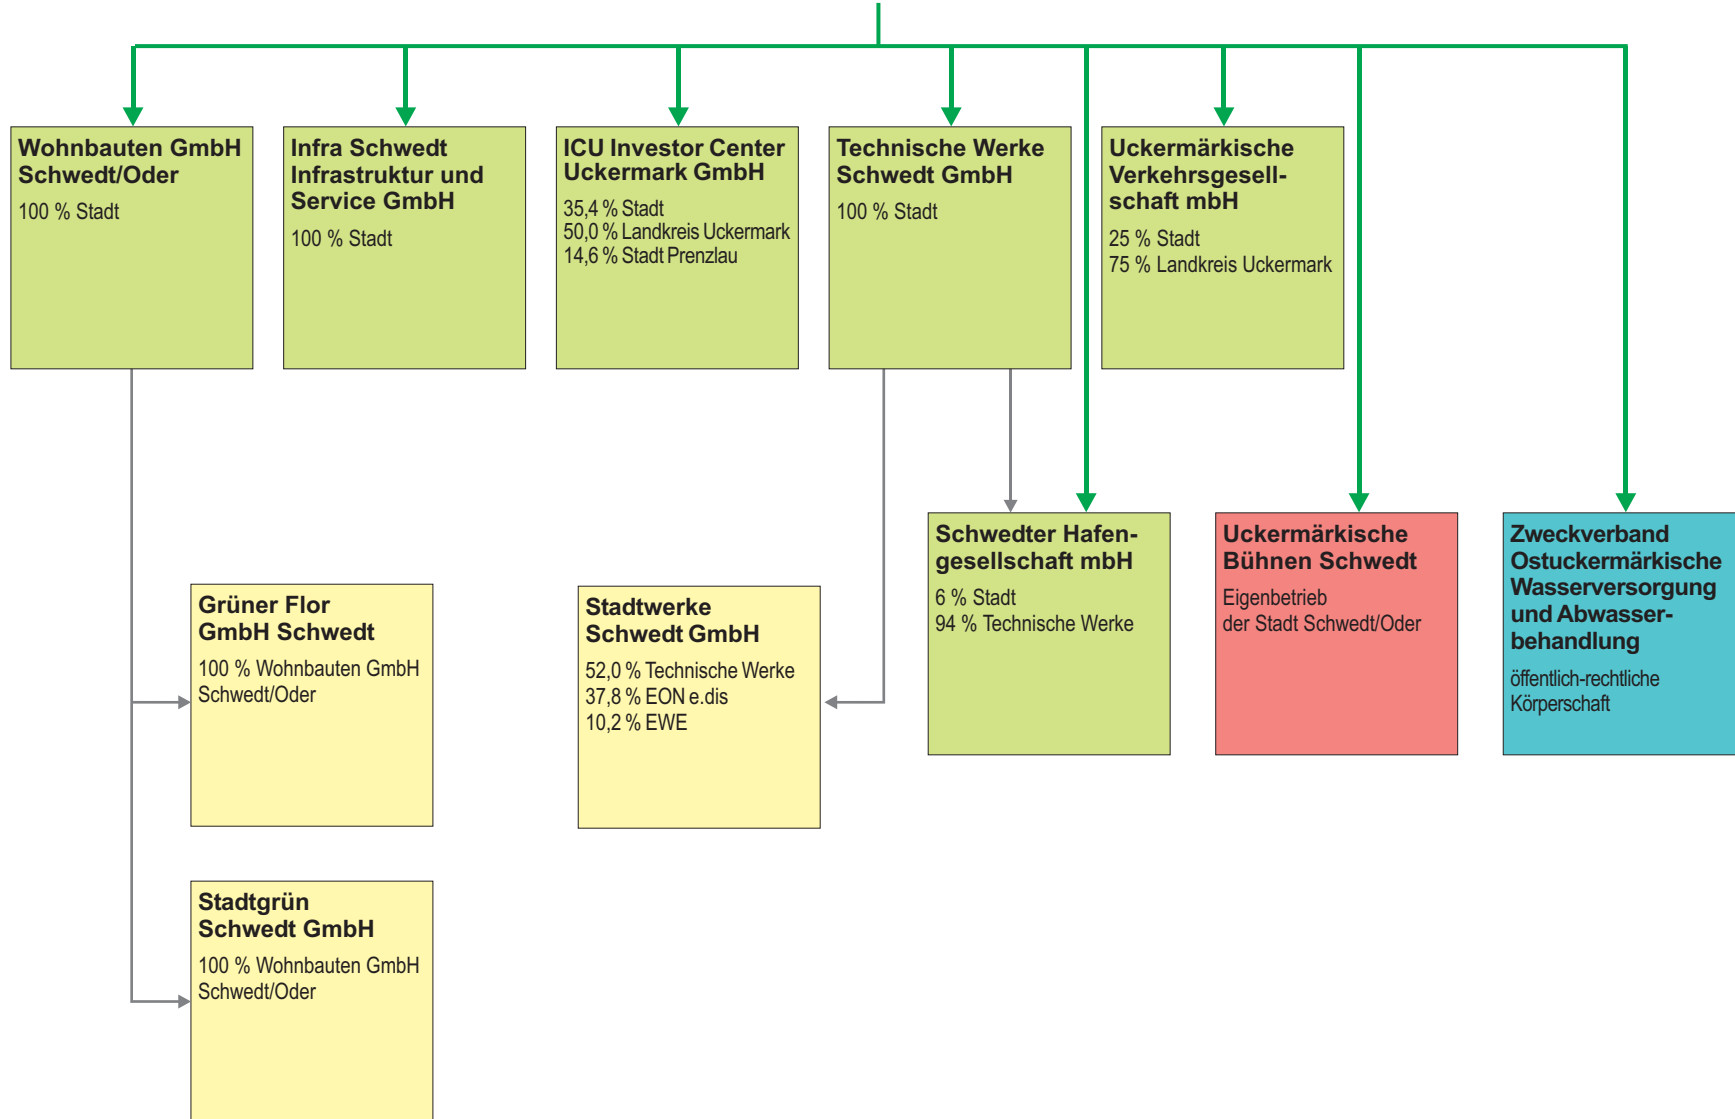 Wohnbauten GmbH
Schwedt/Oder
100 % Stadt
Infra Schwedt
Infrastruktur und
Service GmbH
100 % Stadt
ICU Investor Center
Uckermark GmbH
35,4 % Stadt
50,0 % Landkreis Uckermark
14,6 % Stadt Prenzlau
Technische Werke
Schwedt GmbH
100 % Stadt
Uckermärkische
Verkehrsgesell-
schaft mbH
25 % Stadt
75 % Landkreis Uckermark
Schwedter Hafen-
gesellschaft mbH
6 % Stadt
94 % Technische Werke
Uckermärkische
Bühnen Schwedt
Eigenbetrieb
der Stadt Schwedt/Oder
Zweckverband
Ostuckermärkische
Wasserversorgung
und Abwasser-
behandlung
öffentlich-rechtliche
Körperschaft
Grüner Flor
GmbH Schwedt
100 % Wohnbauten GmbH
Schwedt/Oder
Stadtwerke
Schwedt GmbH
52,0 % Technische Werke
37,8 % EON e.dis
10,2 % EWE
Stadtgrün
Schwedt GmbH
100 % Wohnbauten GmbH
Schwedt/Oder